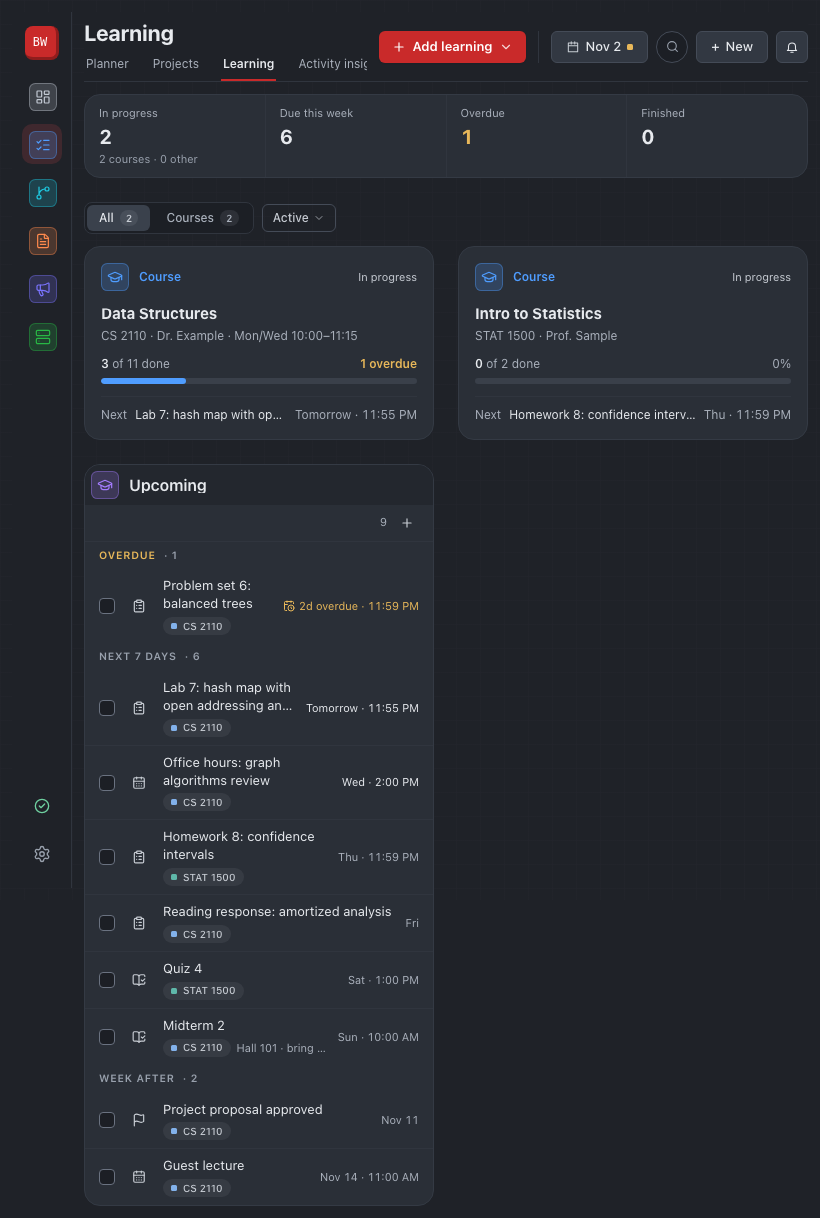 BW
Learning
Add learning
Nov 2
New
Planner Projects Learning Activity insig
In progress
2
2 courses · 0 other
Due this week
6
Overdue
1
Finished
0
All 2 Courses 2 Active
Course In progress
Data Structures
CS 2110 · Dr. Example · Mon/Wed 10:00–11:15
3 of 11 done 1 overdue
Next Lab 7: hash map with op... Tomorrow · 11:55 PM
Course In progress
Intro to Statistics
STAT 1500 · Prof. Sample
0 of 2 done 0%
Next Homework 8: confidence interv... Thu · 11:59 PM
Upcoming
9
OVERDUE · 1
Problem set 6:
balanced trees
2d overdue · 11:59 PM
CS 2110
NEXT 7 DAYS · 6
Lab 7: hash map with
open addressing an...
Tomorrow · 11:55 PM
CS 2110
Office hours: graph
algorithms review
Wed · 2:00 PM
CS 2110
Homework 8: confidence
intervals
Thu · 11:59 PM
STAT 1500
Reading response: amortized analysis
Fri
CS 2110
Quiz 4
Sat · 1:00 PM
STAT 1500
Midterm 2
Sun · 10:00 AM
CS 2110 Hall 101 · bring ...
WEEK AFTER · 2
Project proposal approved
Nov 11
CS 2110
Guest lecture
Nov 14 · 11:00 AM
CS 2110